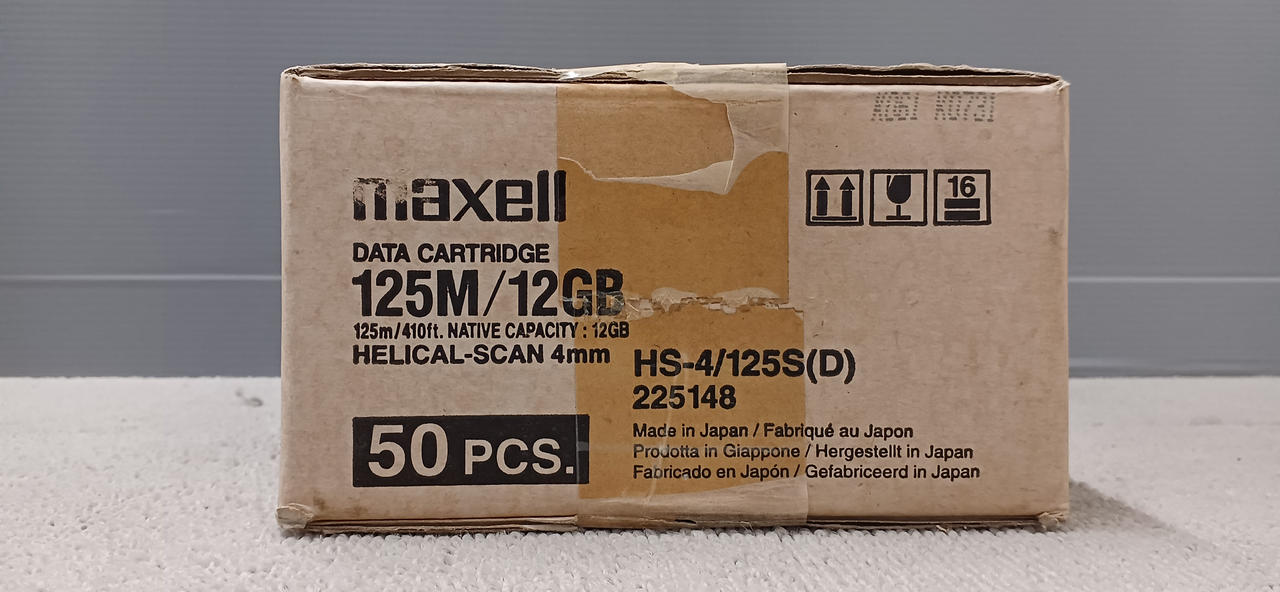 K0731
maxell
16
DATA CARTRIDGE
125M/12GB
125m/410ft. NATIVE CAPACITY : 12GB
HELICAL-SCAN 4mm
HS-4/125S(D)
225148
50 PCS.
Made in Japan / Fabriqué au Japon
Prodotta in Giappone / Hergestellt in Japan
Fabricado en Japón / Gefabriceerd in Japan